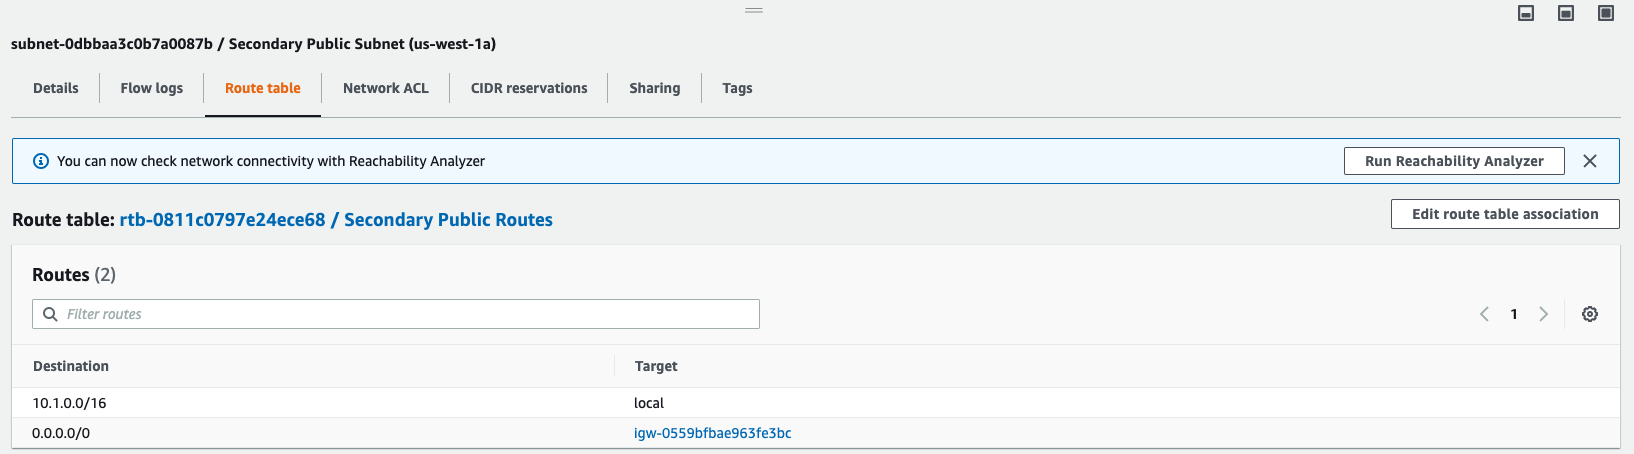 subnet-0dbbaa3c0b7a0087b / Secondary Public Subnet (us-west-1a)
Details Flow logs Route table Network ACL CIDR reservations Sharing Tags
You can now check network connectivity with Reachability Analyzer Run Reachability Analyzer
Route table: rtb-0811c0797e24ece68 / Secondary Public Routes Edit route table association
Routes (2)
Filter routes 1
Destination Target
10.1.0.0/16 local
0.0.0.0/0 igw-0559bfbae963fe3bc